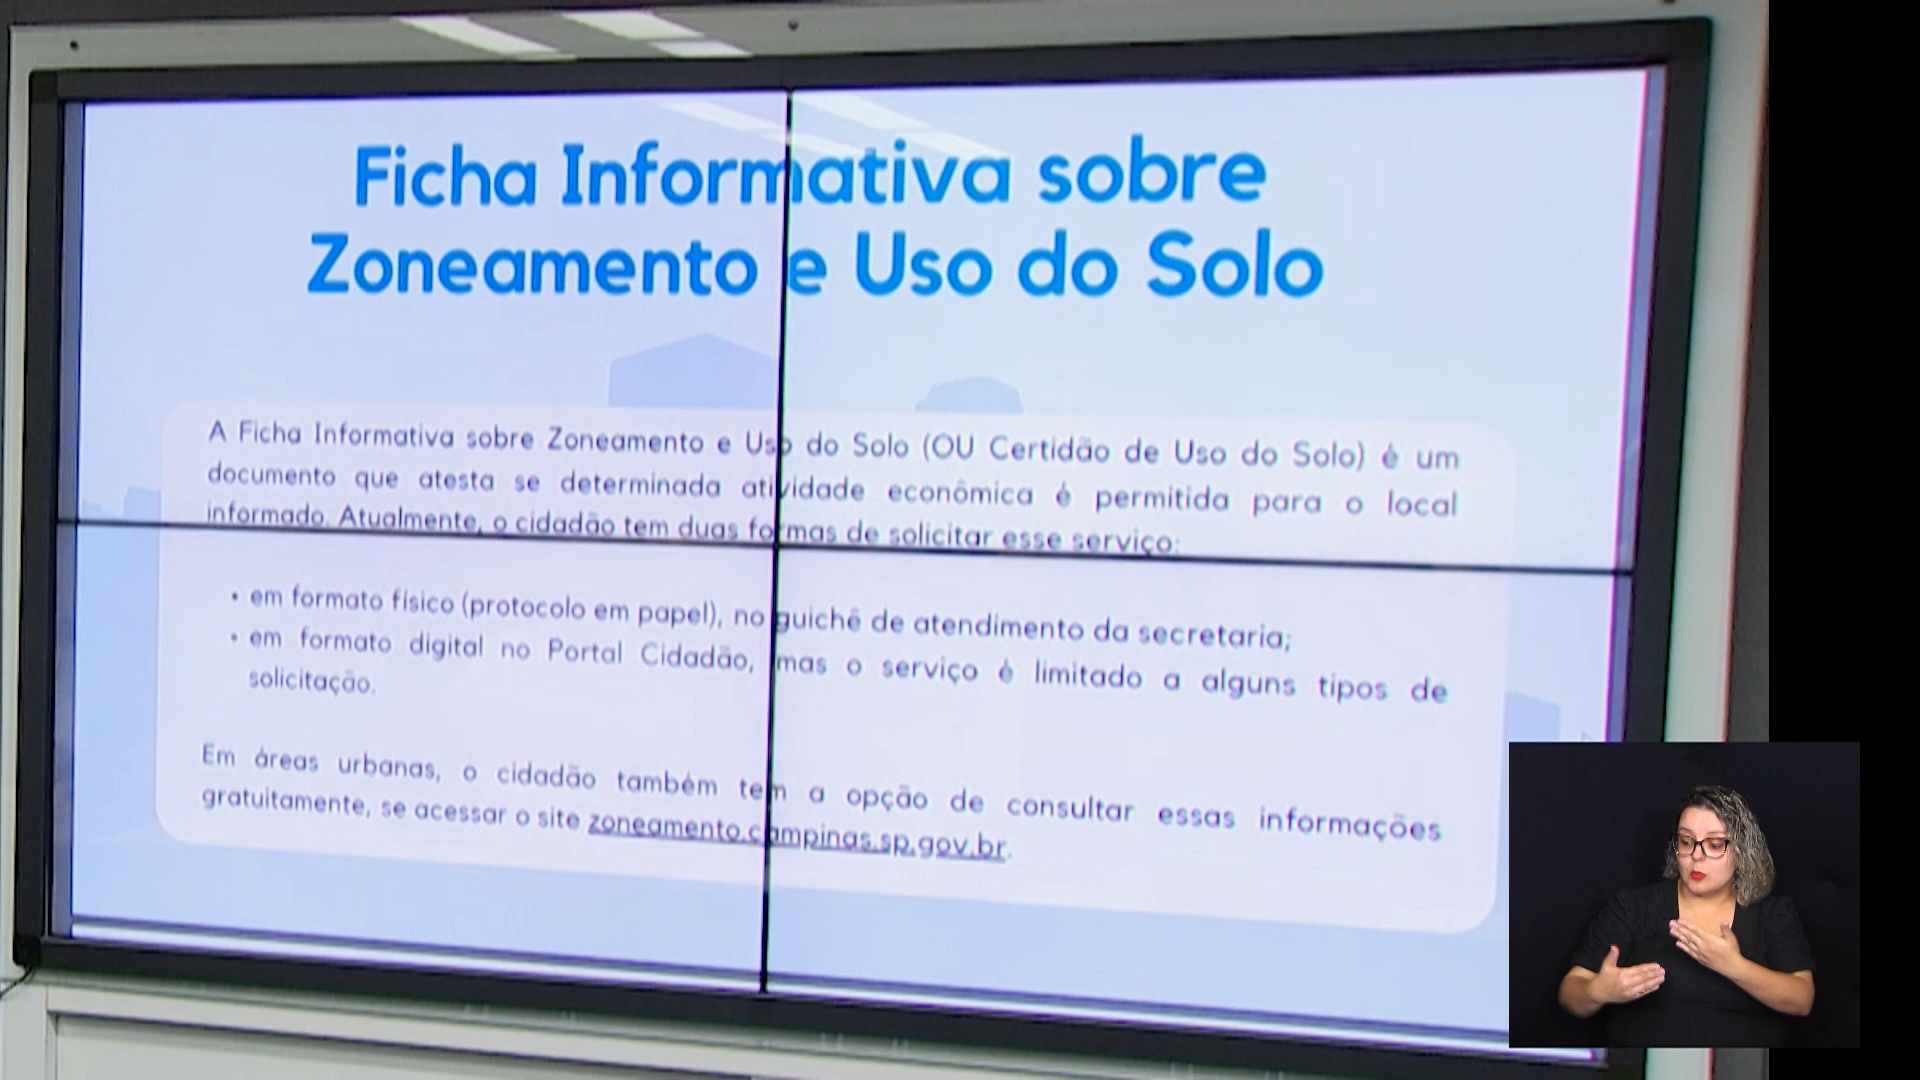 Ficha Informativa sobre
Zoneamento e Uso do Solo
A Ficha Informativa sobre Zoneamento e Uso do Solo (OU Certidão de Uso do Solo) é um
documento que atesta se determinada atividade econômica é permitida para o local
informado. Atualmente, o cidadão tem duas formas de solicitar esse serviço:
• em formato físico (protocolo em papel), no guichê de atendimento da secretaria;
• em formato digital no Portal Cidadão, mas o serviço é limitado a alguns tipos de
solicitação.
Em áreas urbanas, o cidadão também tem a opção de consultar essas informações
gratuitamente, se acessar o site zoneamento.campinas.sp.gov.br.